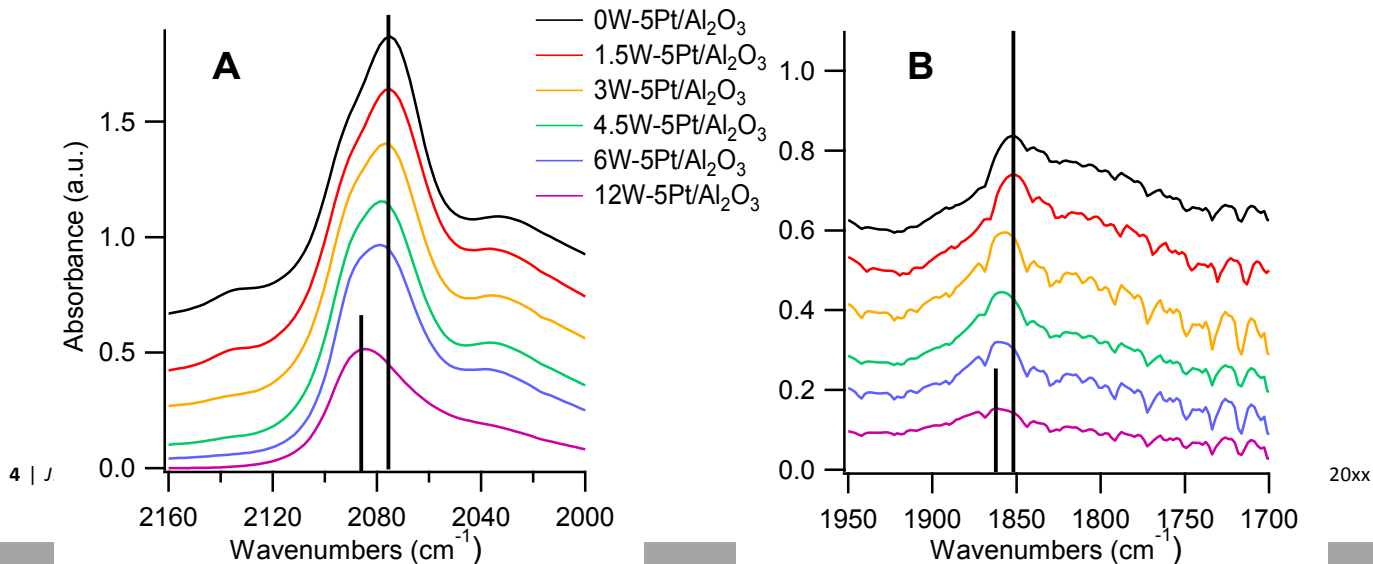 A
B
0W-5Pt/Al₂O₃
1.5W-5Pt/Al₂O₃
3W-5Pt/Al₂O₃
4.5W-5Pt/Al₂O₃
6W-5Pt/Al₂O₃
12W-5Pt/Al₂O₃
Absorbance (a.u.)
1.5
1.0
0.5
0.0
1.0
0.8
0.6
0.4
0.2
0.0
4 | J.
20xx
2160 2120 2080 2040 2000
1950 1900 1850 1800 1750 1700
Wavenumbers (cm⁻¹)
Wavenumbers (cm⁻¹)